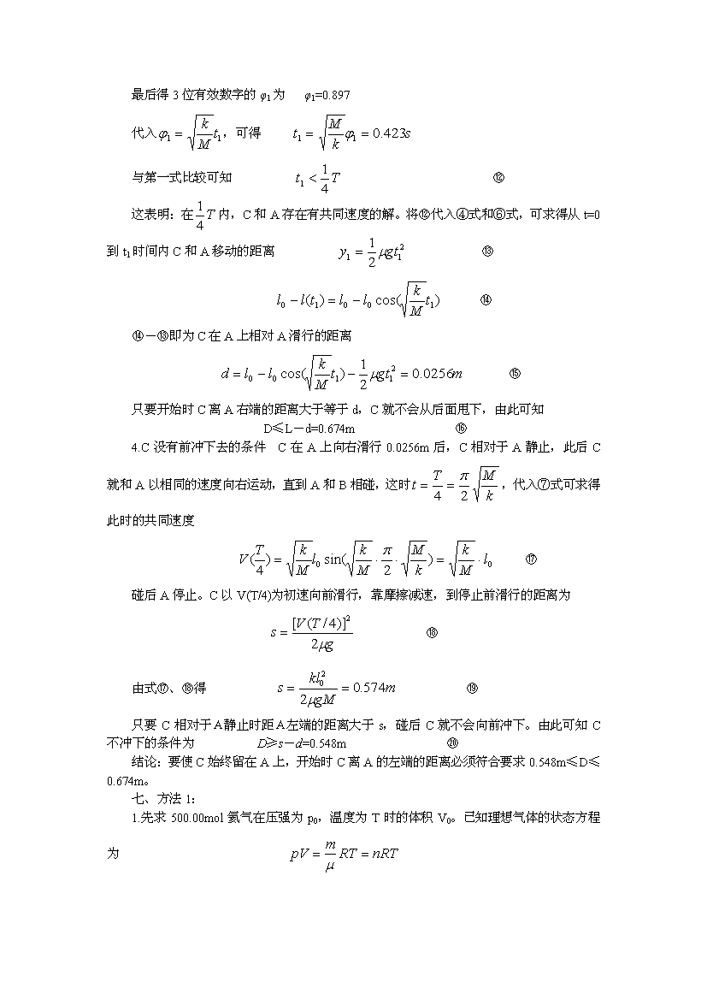 最后得 3 位有效数字的 φ₁ 为 φ₁=0.897
代入 $\varphi_1=\sqrt{\frac{k}{M}}t_1$，可得 $t_1=\sqrt{\frac{M}{k}}\varphi_1=0.423s$
与第一式比较可知 $t_1<\frac{1}{4}T$ ⑫
这表明：在 $\frac{1}{4}T$ 内，C 和 A 存在有共同速度的解。将⑫代入④式和⑥式，可求得从 t=0
到 t₁ 时间内 C 和 A 移动的距离 $y_1=\frac{1}{2}\mu gt_1^2$ ⑬
$l_0-l(t_1)=l_0-l_0\cos(\sqrt{\frac{k}{M}}t_1)$ ⑭
⑭－⑬即为 C 在 A 上相对 A 滑行的距离
$d=l_0-l_0\cos(\sqrt{\frac{k}{M}}t_1)-\frac{1}{2}\mu gt_1^2=0.0256m$ ⑮
只要开始时 C 离 A 右端的距离大于等于 d，C 就不会从后面甩下，由此可知
D≤L－d=0.674m ⑯
4.C 没有前冲下去的条件 C 在 A 上向右滑行 0.0256m 后，C 相对于 A 静止，此后 C
就和 A 以相同的速度向右运动，直到 A 和 B 相碰，这时 $t=\frac{T}{4}=\frac{\pi}{2}\sqrt{\frac{M}{k}}$，代入⑦式可求得
此时的共同速度
$V(\frac{T}{4})=\sqrt{\frac{k}{M}}l_0\sin(\sqrt{\frac{k}{M}}\cdot\frac{\pi}{2}\cdot\sqrt{\frac{M}{k}})=\sqrt{\frac{k}{M}}\cdot l_0$ ⑰
碰后 A 停止。C 以 V(T/4)为初速向前滑行，靠摩擦减速，到停止前滑行的距离为
$s=\frac{[V(T/4)]^2}{2\mu g}$ ⑱
由式⑰、⑱得 $s=\frac{kl_0^2}{2\mu gM}=0.574m$ ⑲
只要 C 相对于A静止时距A左端的距离大于 s，碰后 C 就不会向前冲下。由此可知 C
不冲下的条件为 D≥s－d=0.548m ⑳
结论：要使 C 始终留在 A 上，开始时 C 离 A 的左端的距离必须符合要求 0.548m≤D≤
0.674m。
七、方法 1：
1.先求 500.00mol 氨气在压强为 p₀，温度为 T 时的体积 V₀。已知理想气体的状态方程
为 $pV=\frac{m}{\mu}RT=nRT$